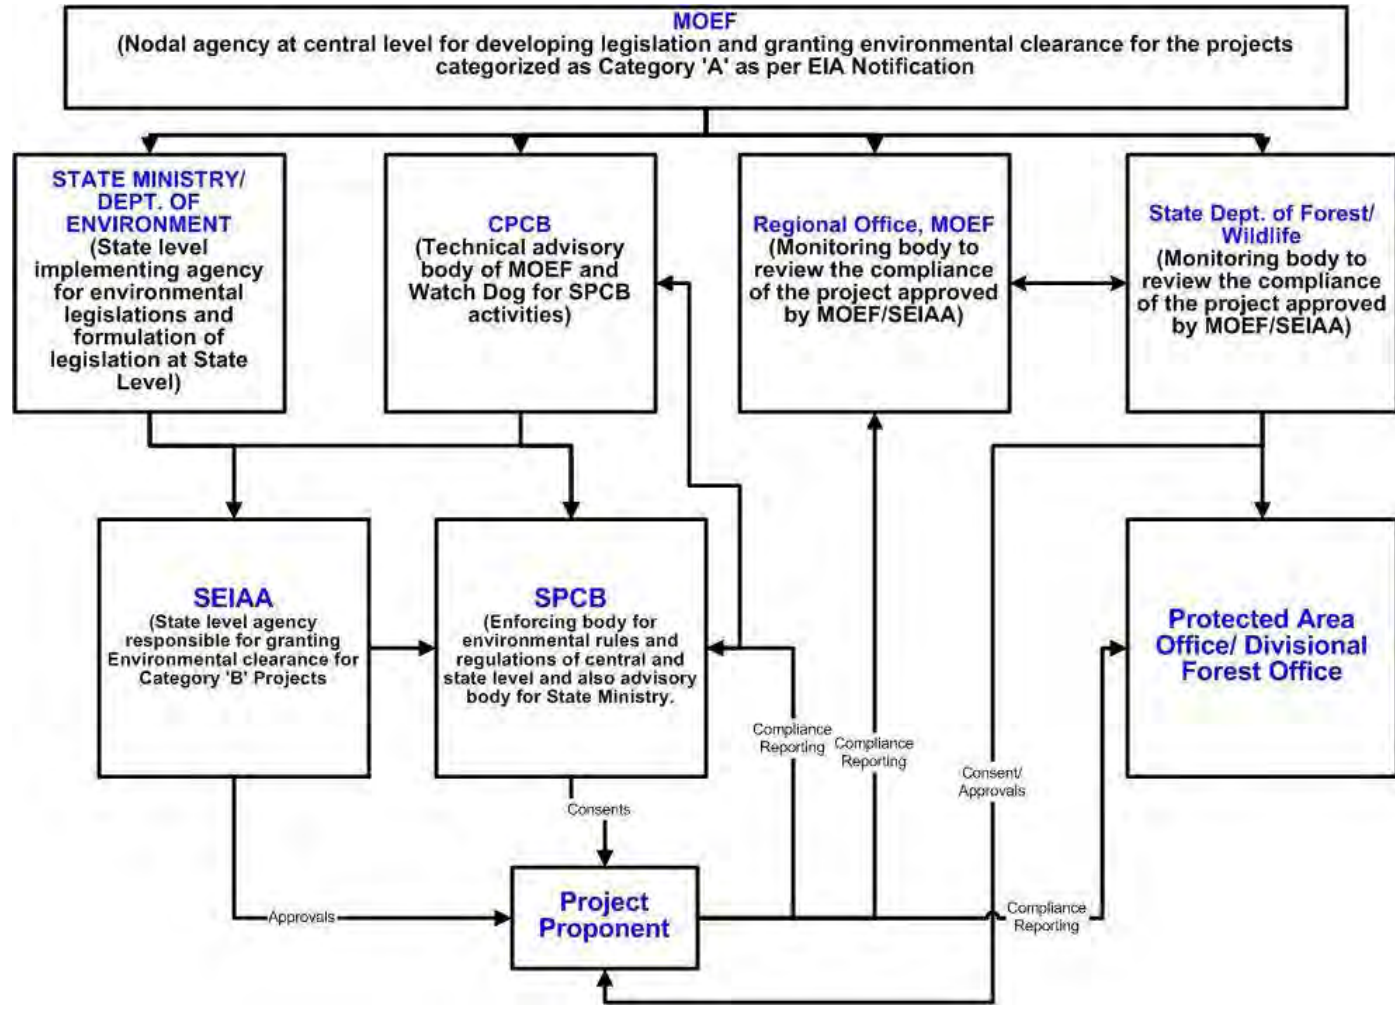 MOEF
(Nodal agency at central level for developing legislation and granting environmental clearance for the projects
categorized as Category 'A' as per EIA Notification
STATE MINISTRY/
DEPT. OF
ENVIRONMENT
(State level
implementing agency
for environmental
legislations and
formulation of
legislation at State
Level)
CPCB
(Technical advisory
body of MOEF and
Watch Dog for SPCB
activities)
Regional Office, MOEF
(Monitoring body to
review the compliance
of the project approved
by MOEF/SEIAA)
State Dept. of Forest/
Wildlife
(Monitoring body to
review the compliance
of the project approved
by MOEF/SEIAA)
SEIAA
(State level agency
responsible for granting
Environmental clearance for
Category 'B' Projects
SPCB
(Enforcing body for
environmental rules and
regulations of central and
state level and also advisory
body for State Ministry.
Protected Area
Office/ Divisional
Forest Office
Compliance
Reporting
Compliance
Reporting
Consent/
Approvals
Consents
Approvals
Project
Proponent
Compliance
Reporting